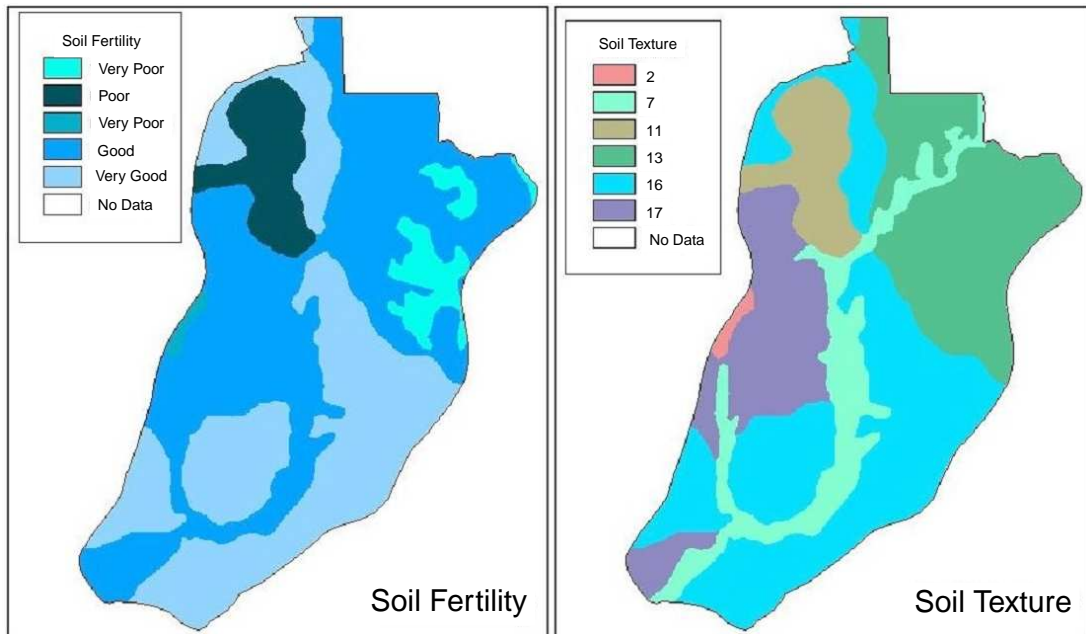 Soil Fertility
Very Poor
Poor
Very Poor
Good
Very Good
No Data
Soil Fertility
Soil Texture
2
7
11
13
16
17
No Data
Soil Texture